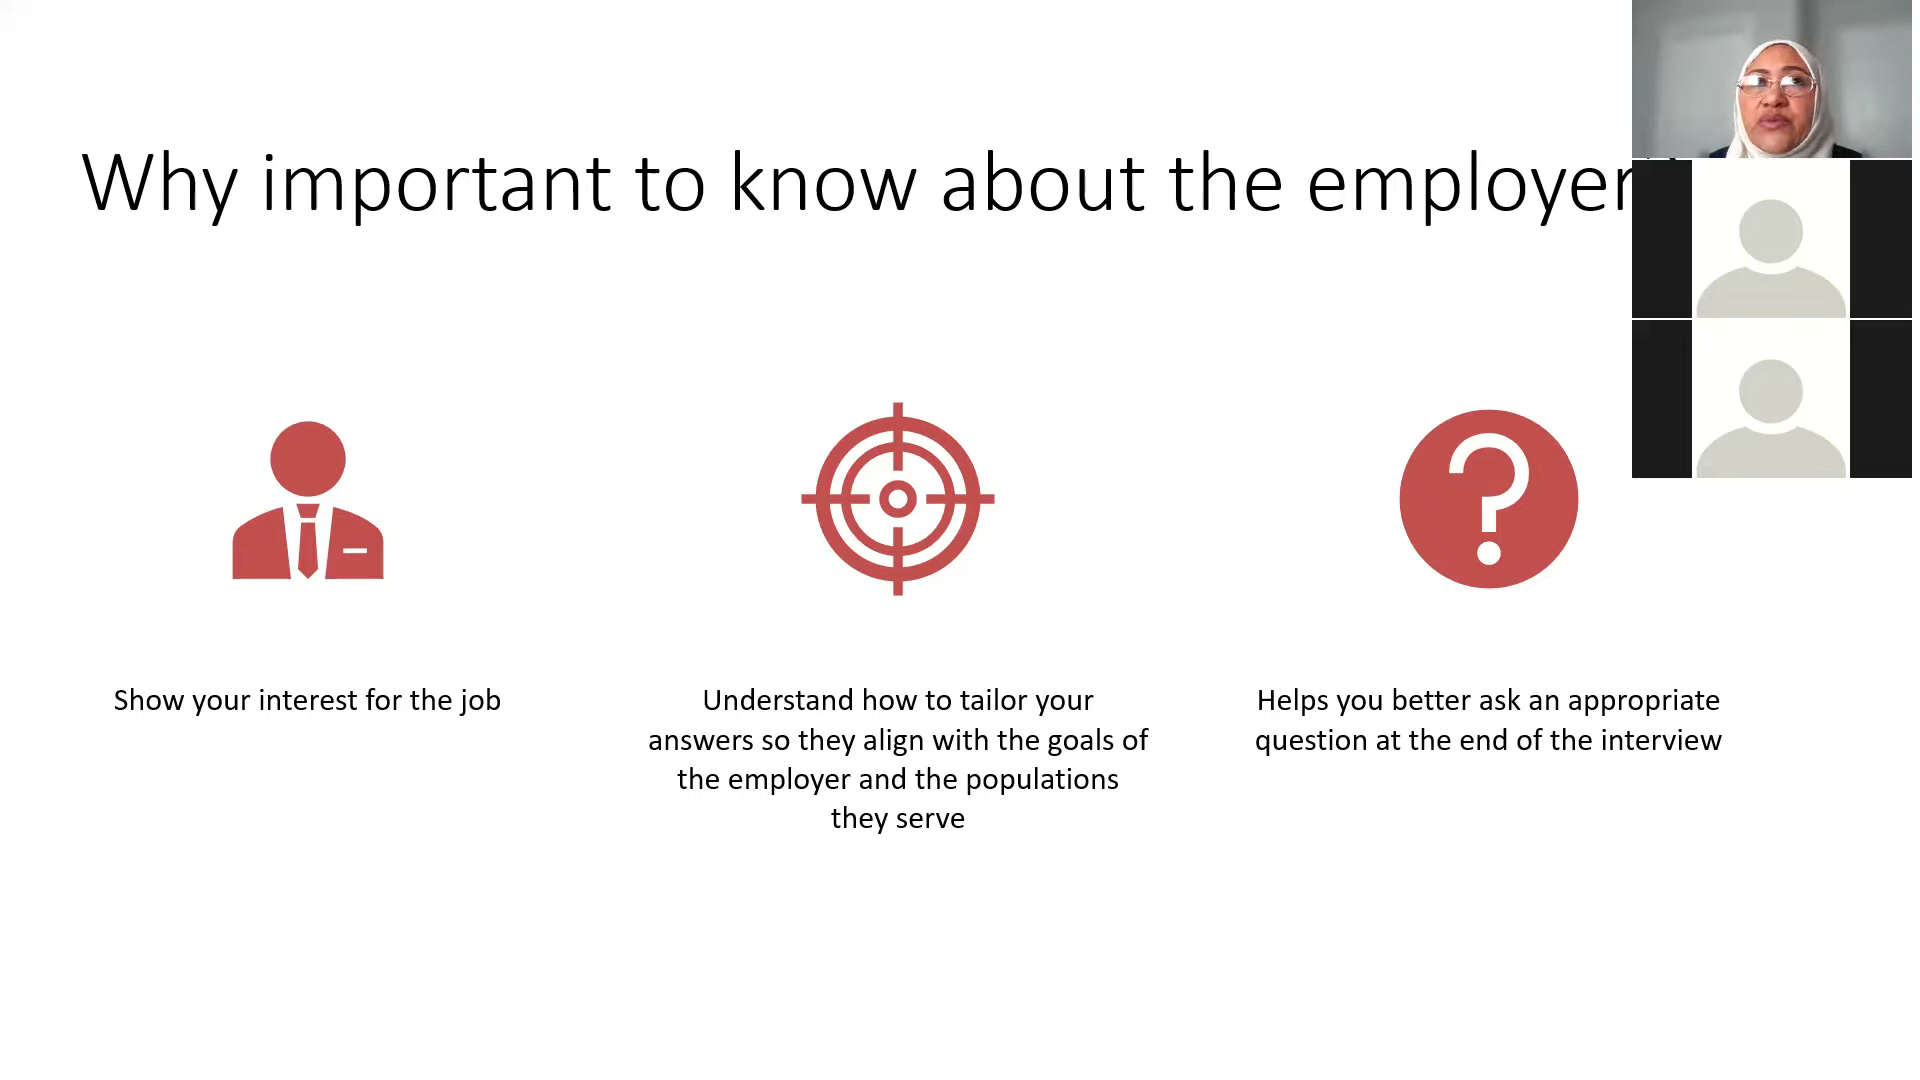 Why important to know about the employer
Show your interest for the job
Understand how to tailor your
answers so they align with the goals of
the employer and the populations
they serve
Helps you better ask an appropriate
question at the end of the interview